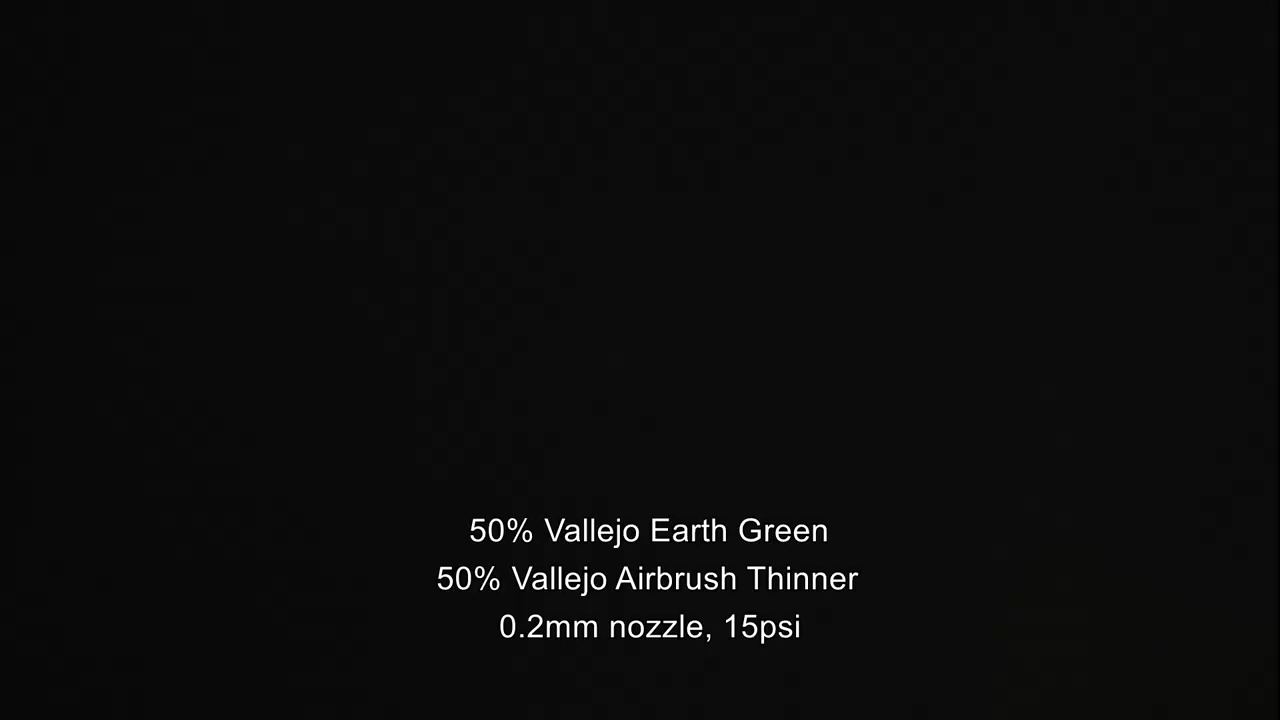 50% Vallejo Earth Green
50% Vallejo Airbrush Thinner
0.2mm nozzle, 15psi